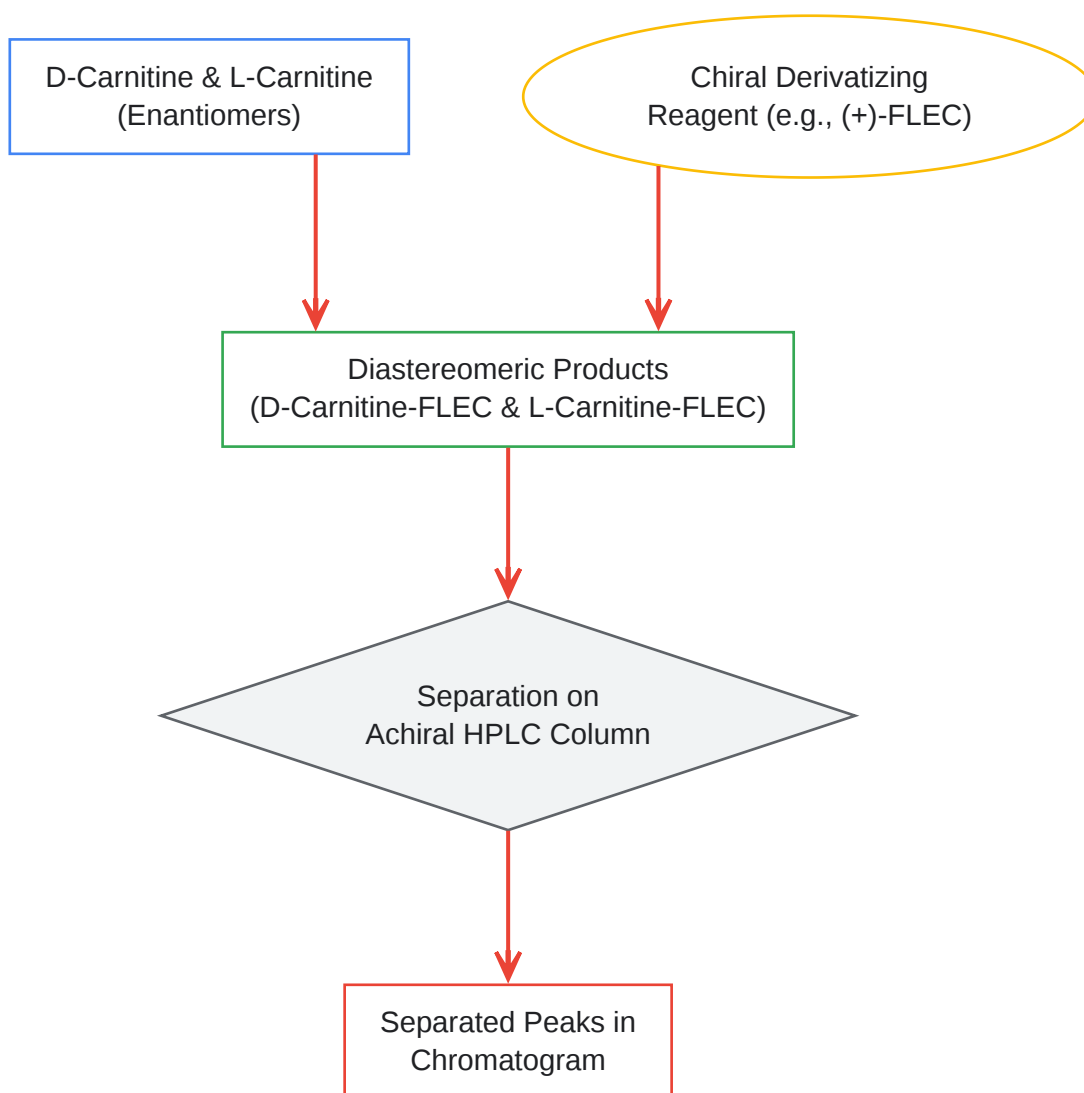 D-Carnitine & L-Carnitine
(Enantiomers)
Chiral Derivatizing
Reagent (e.g., (+)-FLEC)
Diastereomeric Products
(D-Carnitine-FLEC & L-Carnitine-FLEC)
Separation on
Achiral HPLC Column
Separated Peaks in
Chromatogram